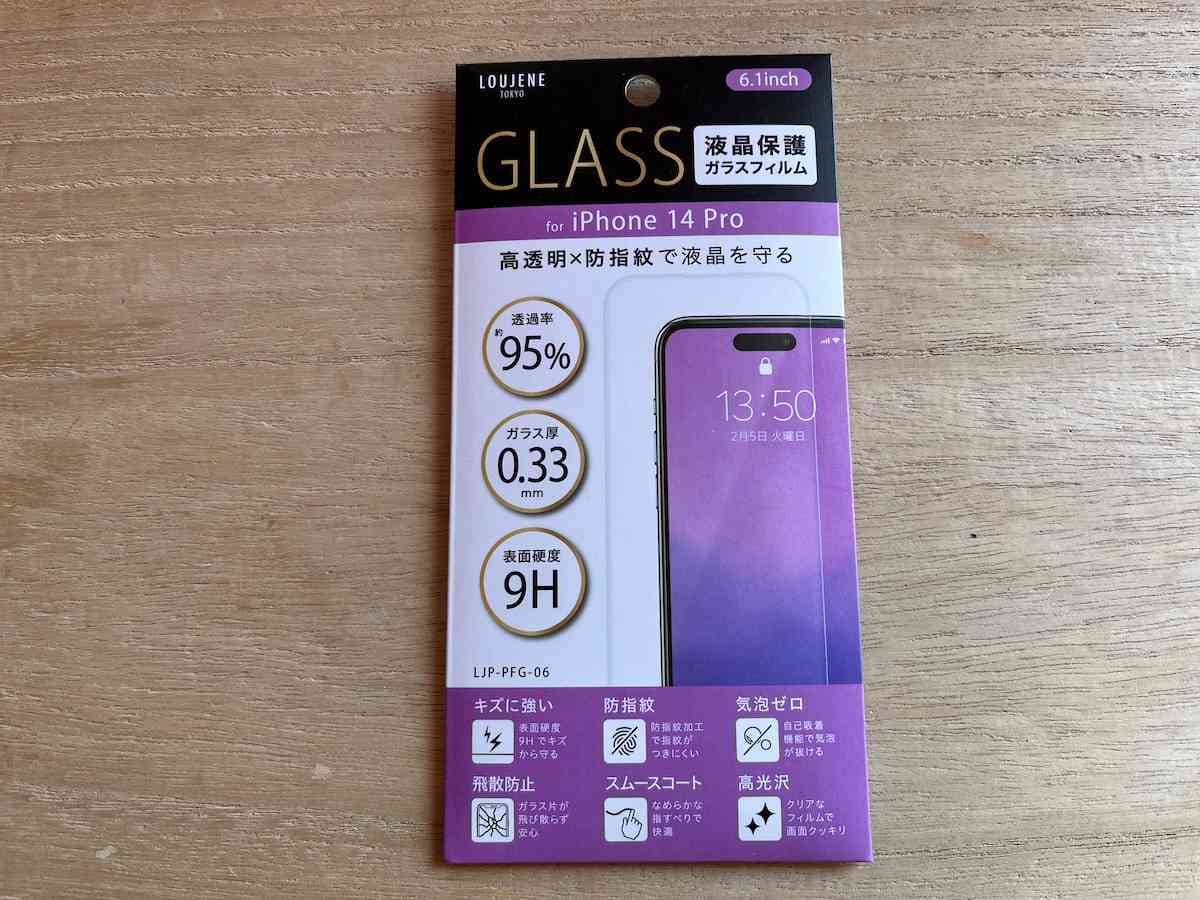 LOUJENE
TOKYO
6.1inch
GLASS
液晶保護
ガラスフィルム
for iPhone 14 Pro
高透明×防指紋で液晶を守る
透過率
約95%
ガラス厚
0.33
mm
表面硬度
9H
13:50
2月5日 火曜日
LJP-PFG-06
キズに強い
表面硬度
9Hでキズ
から守る
防指紋
防指紋加工
で指紋が
つきにくい
気泡ゼロ
自己吸着
機能で気泡
が抜ける
飛散防止
ガラス片が
飛び散らず
安心
スムースコート
なめらかな
指すべりで
快適
高光沢
クリアな
フィルムで
画面クッキリ